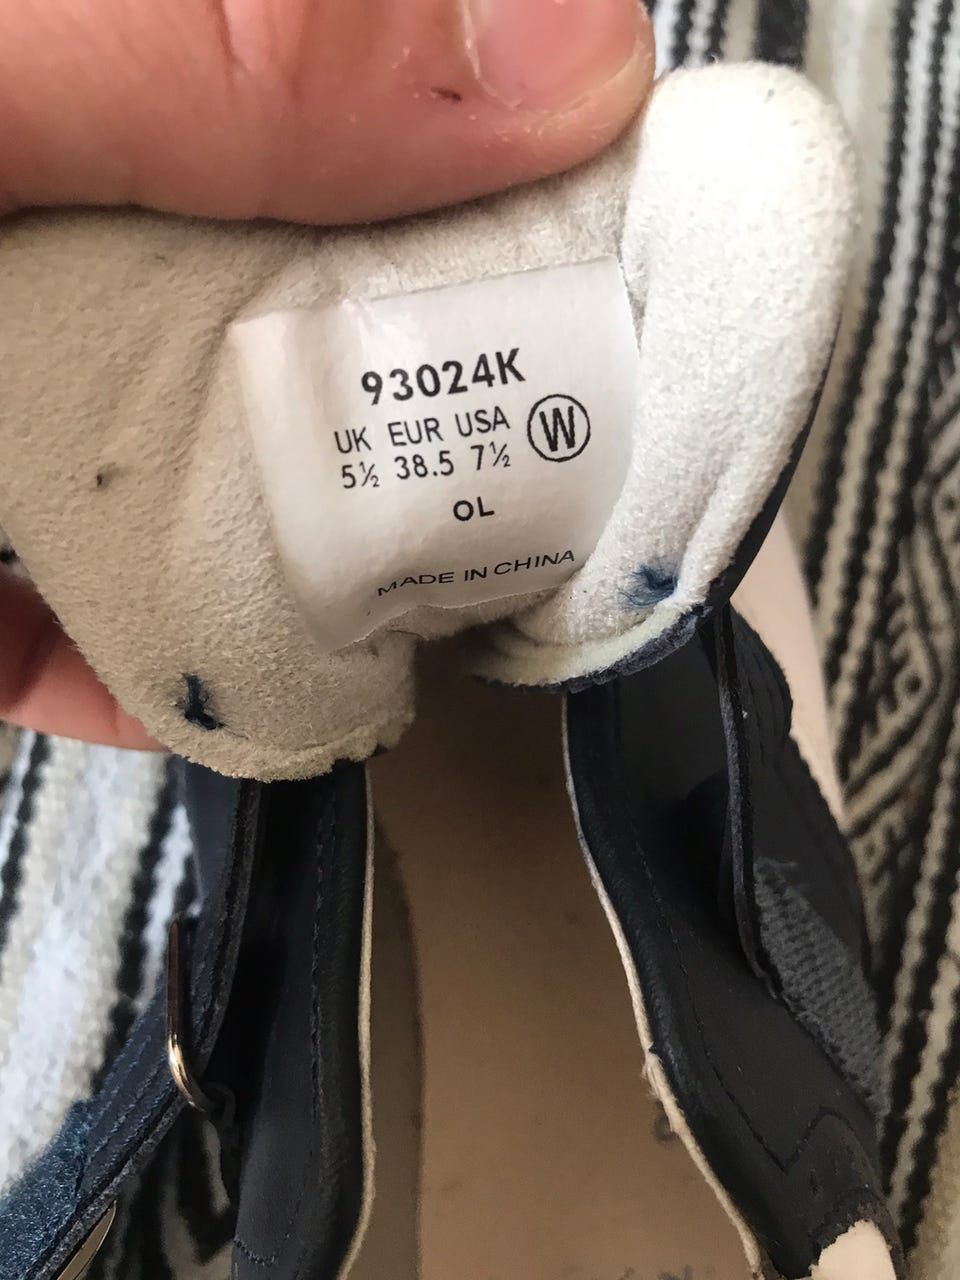 93024K
UK EUR USA W
5½ 38.5 7½
OL
MADE IN CHINA